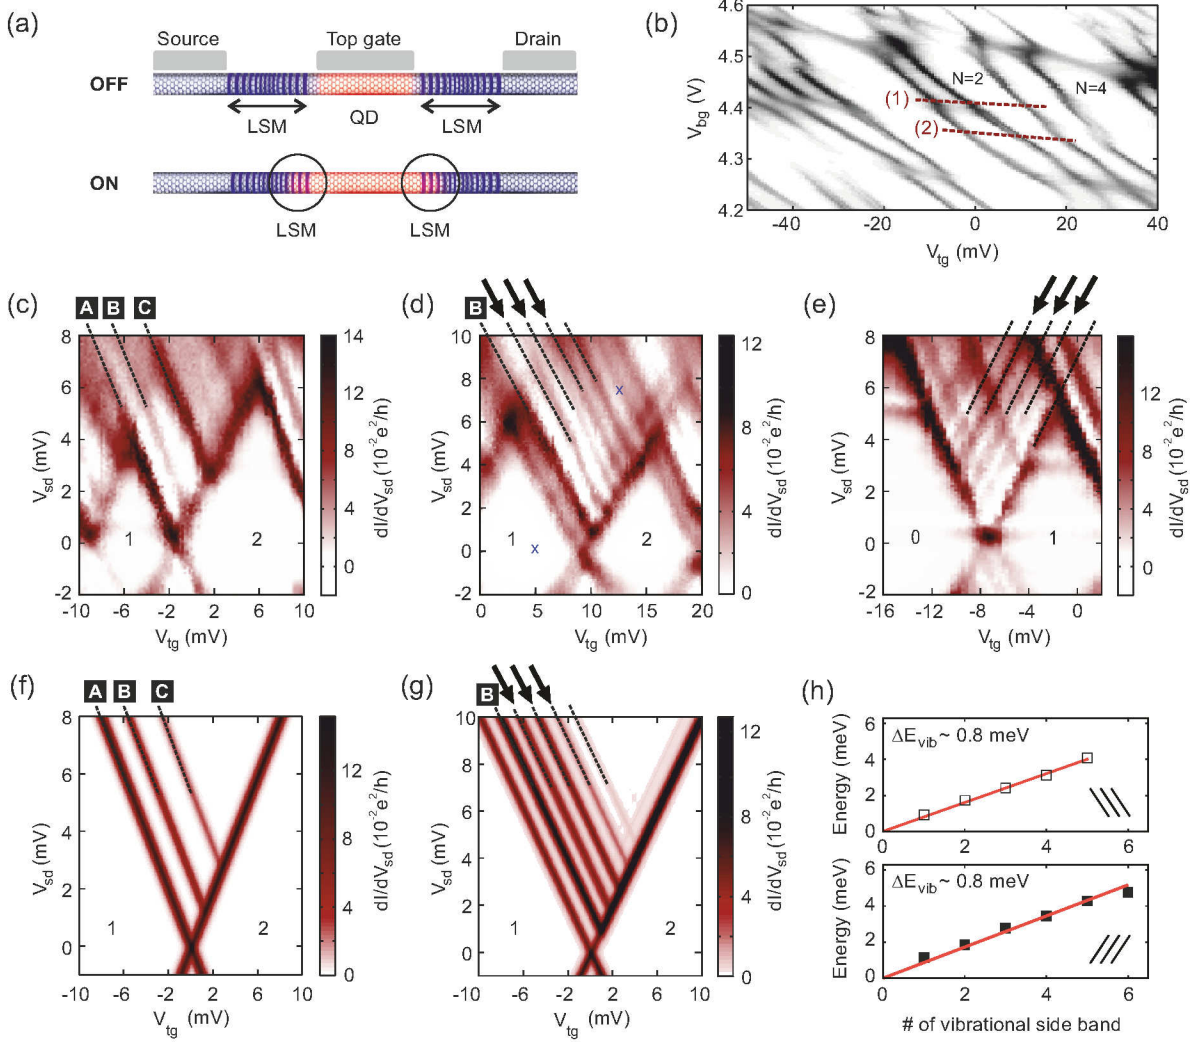 (a)
Source Top gate Drain
OFF
LSM QD LSM
ON
LSM LSM
(b)
4.6
4.5
4.4
4.3
4.2
V_bg (V)
N=2
N=4
(1)
(2)
-40 -20 0 20 40
V_tg (mV)
(c)
A B C
8
6
4
2
0
-2
V_sd (mV)
1 2
-10 -6 -2 2 6 10
V_tg (mV)
14
12
8
4
0
dI/dV_sd (10^-2 e^2/h)
(d)
B
10
8
6
4
2
0
-2
V_sd (mV)
x
x
1 2
0 5 10 15 20
V_tg (mV)
12
8
4
0
dI/dV_sd (10^-2 e^2/h)
(e)
8
6
4
2
0
-2
V_sd (mV)
0 1
-16 -12 -8 -4 0
V_tg (mV)
12
8
4
0
dI/dV_sd (10^-2 e^2/h)
(f)
A B C
8
6
4
2
0
V_sd (mV)
1 2
-10 -6 -2 2 6 10
V_tg (mV)
12
8
4
0
dI/dV_sd (10^-2 e^2/h)
(g)
B
10
8
6
4
2
0
V_sd (mV)
1 2
-10 -6 -2 2 6 10
V_tg (mV)
12
8
4
0
dI/dV_sd (10^-2 e^2/h)
(h)
6
4
2
0
Energy (meV)
ΔE_vib ~ 0.8 meV
0 2 4 6
6
4
2
0
Energy (meV)
ΔE_vib ~ 0.8 meV
0 2 4 6
# of vibrational side band